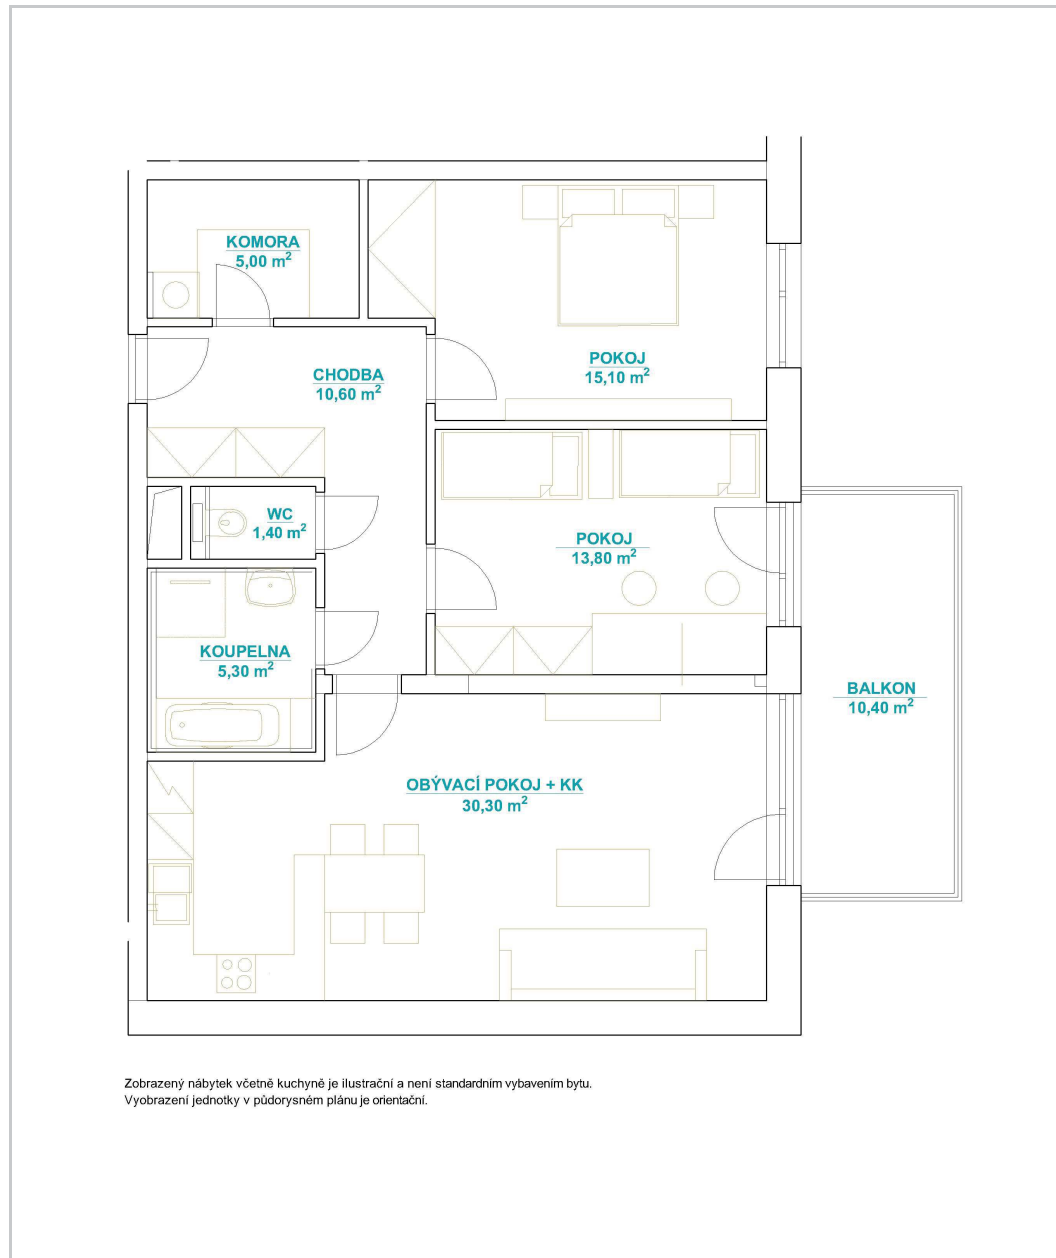 KOMORA
5,00 m²
POKOJ
15,10 m²
CHODBA
10,60 m²
WC
1,40 m²
POKOJ
13,80 m²
KOUPELNA
5,30 m²
BALKON
10,40 m²
OBÝVACÍ POKOJ + KK
30,30 m²
Zobrazený nábytek včetně kuchyně je ilustrační a není standardním vybavením bytu.
Vyobrazení jednotky v půdorysném plánu je orientační.